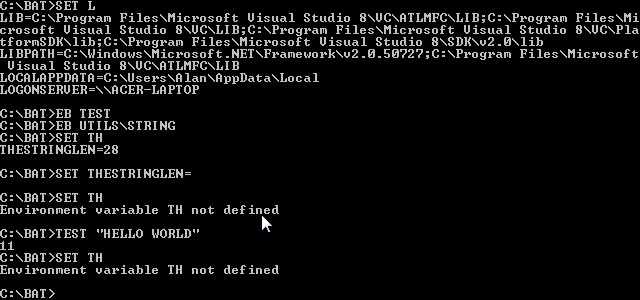 C:\BAT>SET L
LIB=C:\Program Files\Microsoft Visual Studio 8\VC\ATLMFC\LIB;C:\Program Files\Mi
crosoft Visual Studio 8\VC\LIB;C:\Program Files\Microsoft Visual Studio 8\VC\Pla
tformSDK\lib;C:\Program Files\Microsoft Visual Studio 8\SDK\v2.0\lib
LIBPATH=C:\Windows\Microsoft.NET\Framework\v2.0.50727;C:\Program Files\Microsoft
 Visual Studio 8\VC\ATLMFC\LIB
LOCALAPPDATA=C:\Users\Alan\AppData\Local
LOGONSERVER=\\ACER-LAPTOP
C:\BAT>EB TEST
C:\BAT>EB UTILS\STRING
C:\BAT>SET TH
THESTRINGLEN=28
C:\BAT>SET THESTRINGLEN=
C:\BAT>SET TH
Environment variable TH not defined
C:\BAT>TEST "HELLO WORLD"
11
C:\BAT>SET TH
Environment variable TH not defined
C:\BAT>